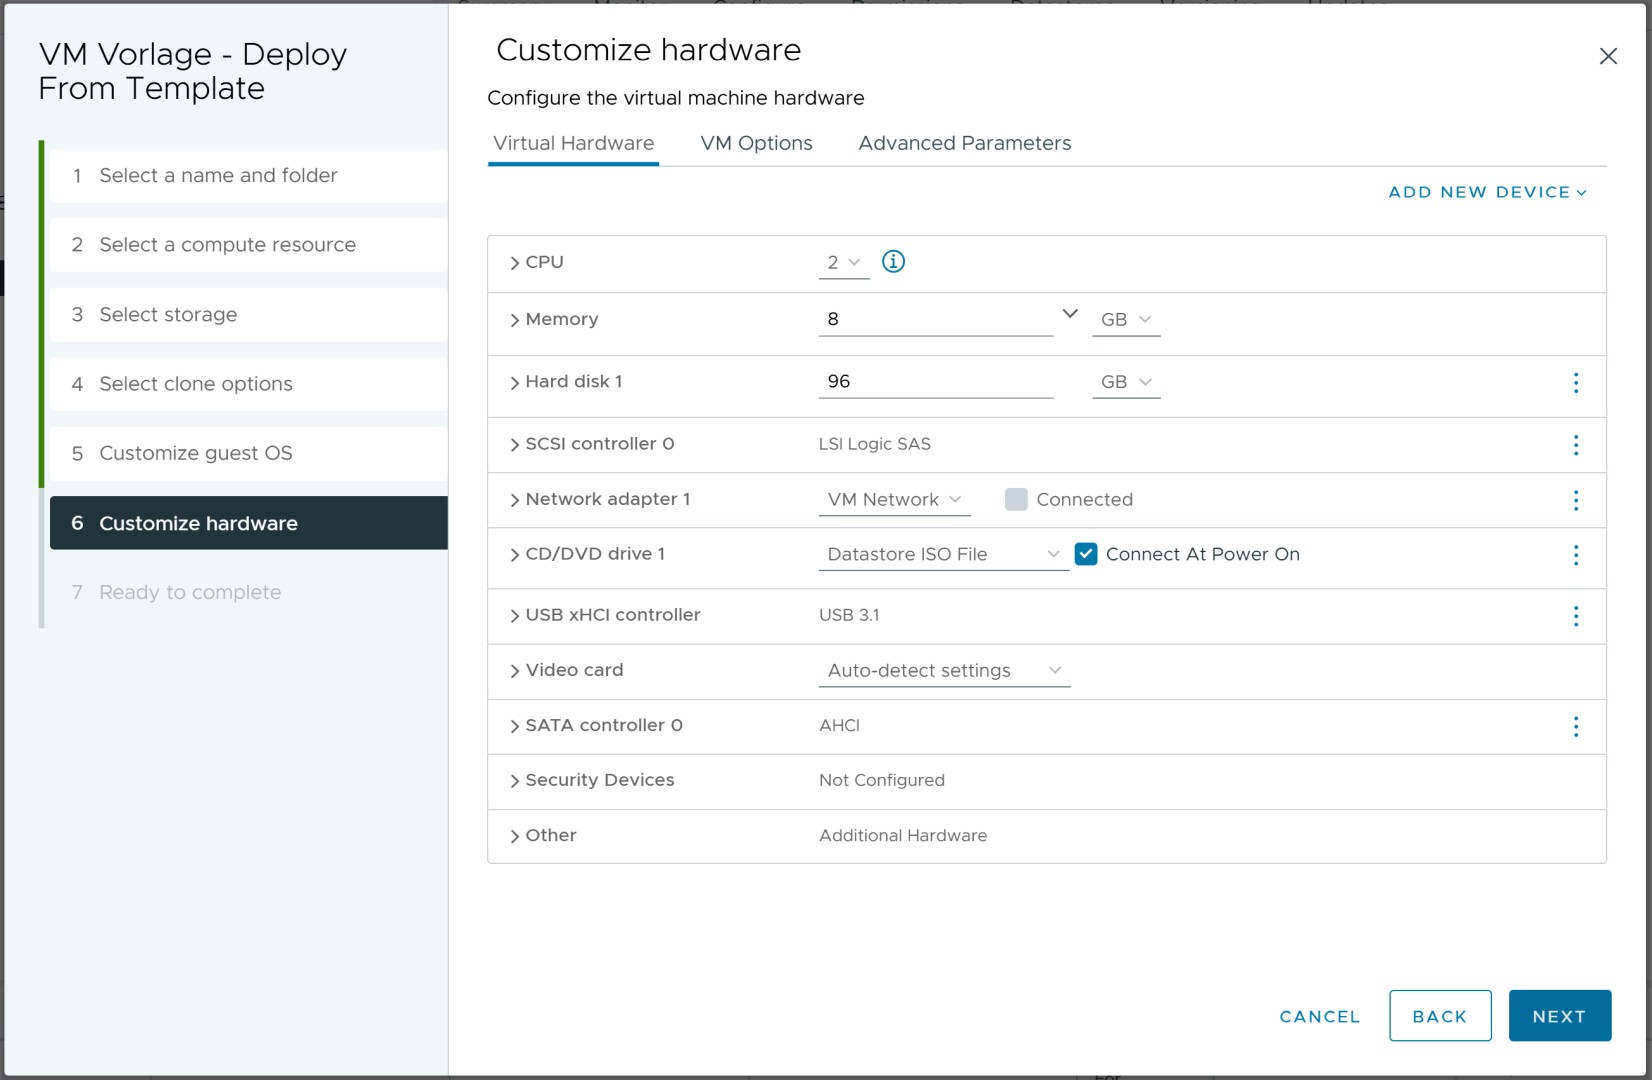 VM Vorlage - Deploy
From Template
1 Select a name and folder
2 Select a compute resource
3 Select storage
4 Select clone options
5 Customize guest OS
6 Customize hardware
7 Ready to complete
Customize hardware
Configure the virtual machine hardware
Virtual Hardware VM Options Advanced Parameters
ADD NEW DEVICE
CPU 2
Memory 8 GB
Hard disk 1 96 GB
SCSI controller 0 LSI Logic SAS
Network adapter 1 VM Network Connected
CD/DVD drive 1 Datastore ISO File Connect At Power On
USB xHCI controller USB 3.1
Video card Auto-detect settings
SATA controller 0 AHCI
Security Devices Not Configured
Other Additional Hardware
CANCEL BACK NEXT